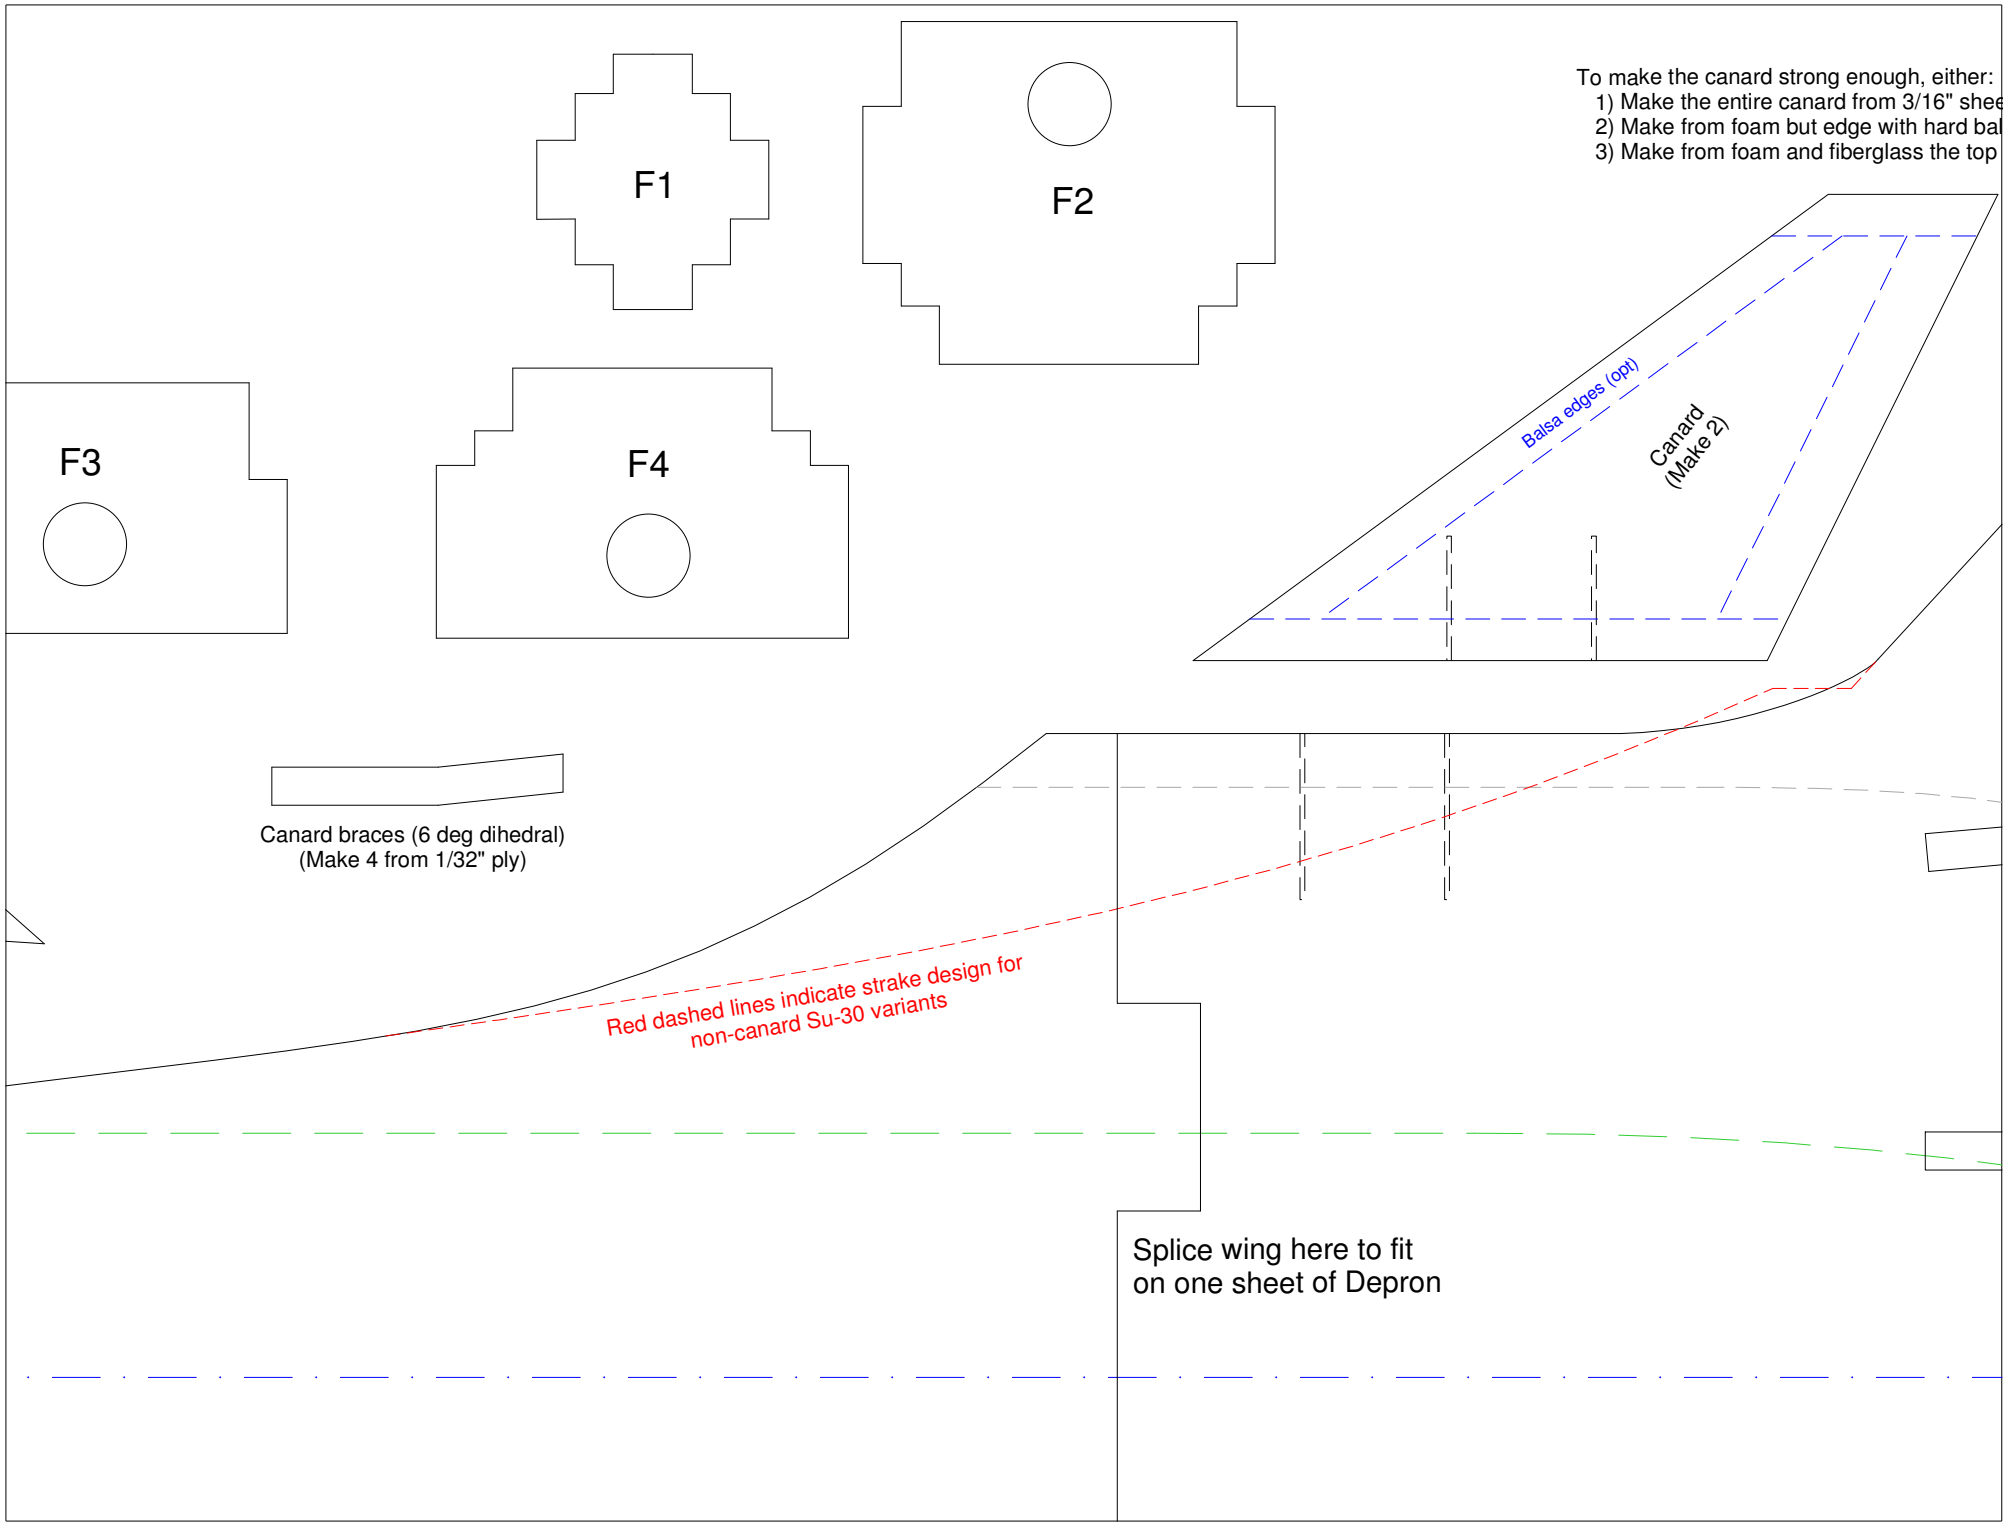 To make the canard strong enough, either:
1) Make the entire canard from 3/16" shee
2) Make from foam but edge with hard bal
3) Make from foam and fiberglass the top
F1
F2
F3
F4
Balsa edges (opt)
Canard
(Make 2)
Canard braces (6 deg dihedral)
(Make 4 from 1/32" ply)
Red dashed lines indicate strake design for
non-canard Su-30 variants
Splice wing here to fit
on one sheet of Depron